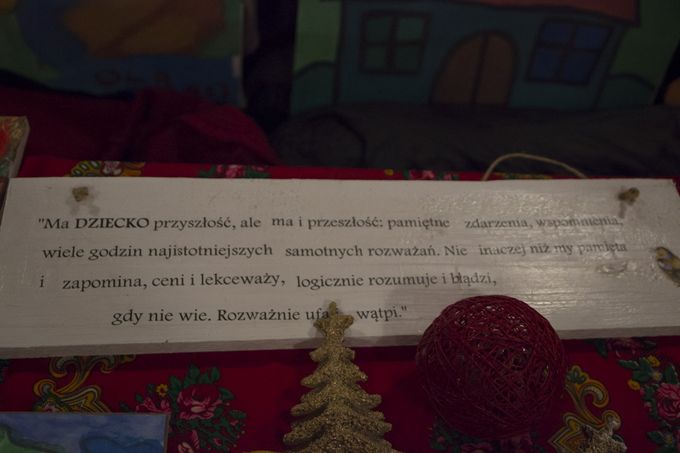 "Ma DZIECKO przyszłość, ale ma i przeszłość: pamiętne zdarzenia, wspomnienia,
wiele godzin najistotniejszych samotnych rozważań. Nie inaczej niż my pamięta
i zapomina, ceni i lekceważy, logicznie rozumuje i błądzi,
gdy nie wie. Rozważnie ufa i wątpi."